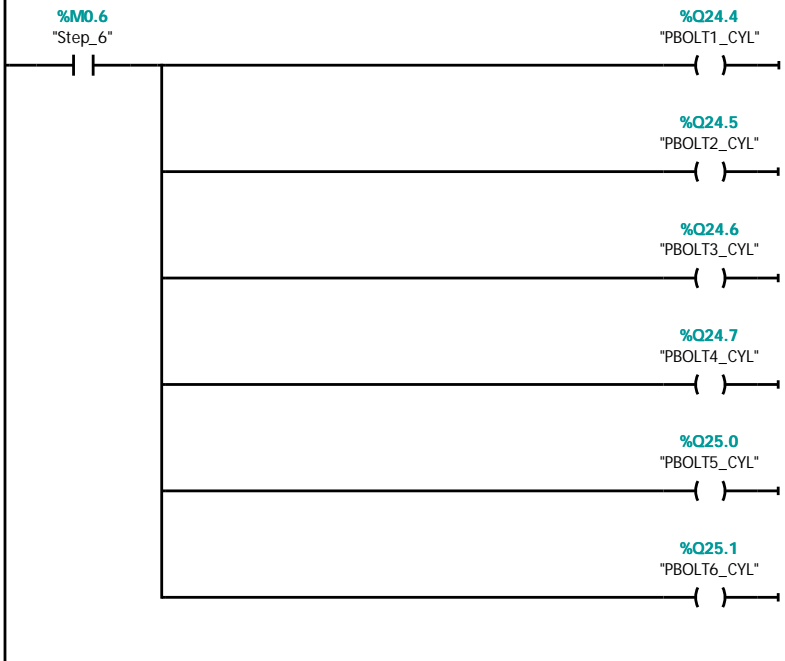 %M0.6
"Step_6"
%Q24.4
"PBOLT1_CYL"
%Q24.5
"PBOLT2_CYL"
%Q24.6
"PBOLT3_CYL"
%Q24.7
"PBOLT4_CYL"
%Q25.0
"PBOLT5_CYL"
%Q25.1
"PBOLT6_CYL"